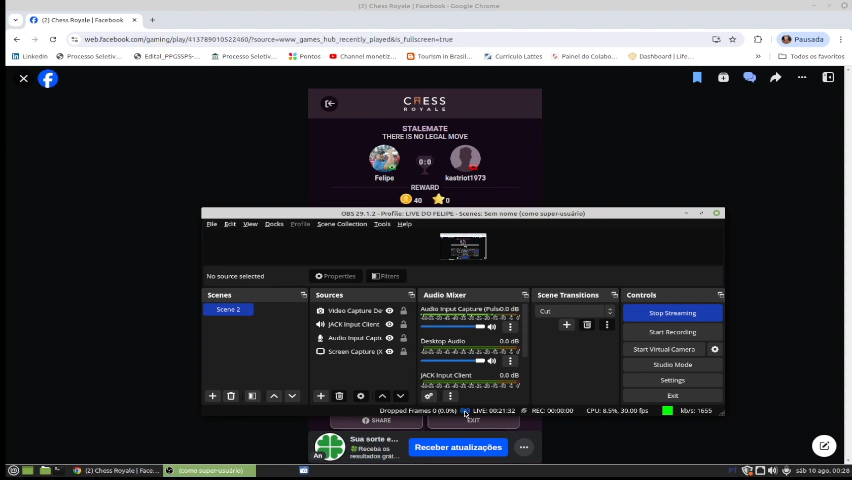 (2) Chess Royale | Facebook - Google Chrome
(2) Chess Royale | Facebook
web.facebook.com/gaming/play/413789010522460/?source=www_games_hub_recently_played&is_fullscreen=true
Pausada
Linkedin
Processo Seletiv...
Edital_PPGSSPS-...
Processo Seletiv...
Pontos
Channel monetiz...
Tourism in Brasil...
Currículo Lattes
Painel do Colabo...
Dashboard | Life...
Todos os favoritos
CHESS
ROYALE
STALEMATE
THERE IS NO LEGAL MOVE
0:0
Felipe
kastriot1973
REWARD
40
0
OBS 29.1.2 - Profile: LIVE DO FELIPE - Scenes: Sem nome (como super-usuário)
File
Edit
View
Docks
Profile
Scene Collection
Tools
Help
No source selected
Properties
Filters
Scenes
Sources
Audio Mixer
Scene Transitions
Controls
Scene 2
Video Capture De
JACK Input Client
Audio Input Capt
Screen Capture (X
Audio Input Capture (Puls
0.0 dB
Desktop Audio
0.0 dB
JACK Input Client
0.0 dB
Cut
Stop Streaming
Start Recording
Start Virtual Camera
Studio Mode
Settings
Exit
Dropped Frames 0 (0.0%)
LIVE: 00:21:32
REC: 00:00:00
CPU: 8.5%, 30.00 fps
kb/s: 1655
SHARE
EXIT
An
Sua sorte e...
Receba os
resultados grát...
Receber atualizações
(2) Chess Royale | Face...
(como super-usuário)
PT
sáb 10 ago, 00:28